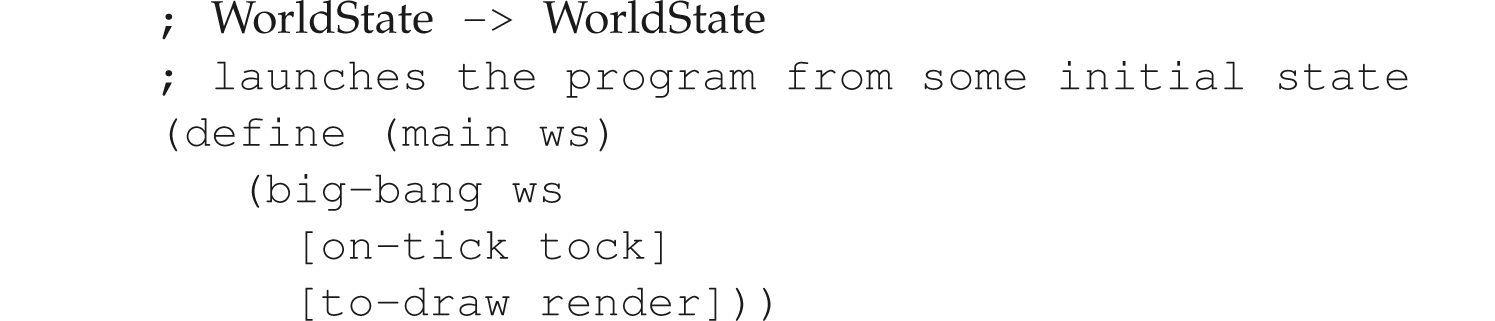 ; WorldState -> WorldState
; launches the program from some initial state
(define (main ws)
(big-bang ws
[on-tick tock]
[to-draw render]))